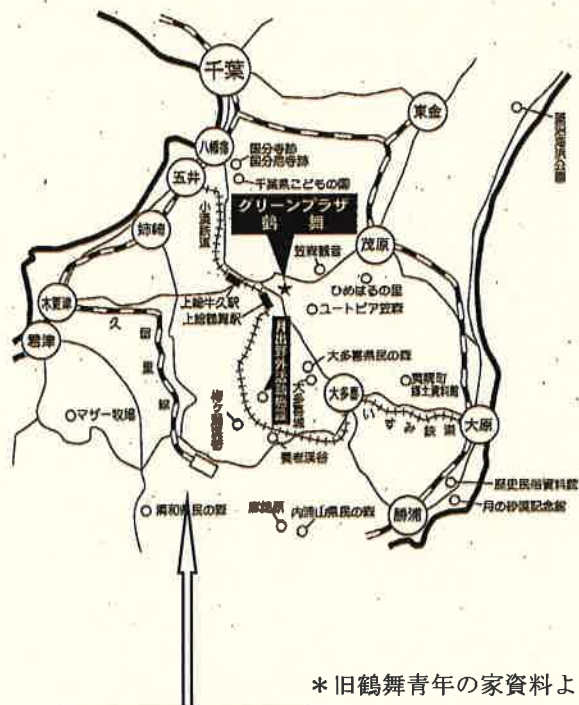 千葉
東金
八幡宿
国分寺跡
国分尼寺跡
五井
千葉県こどもの国
小湊鉄道
グリーンプラザ
鶴舞
姉崎
笠森観音
茂原
ひめはるの里
木更津
上総牛久駅
上総鶴舞駅
ユートピア笠森
久留里線
君津
大多喜県民の森
大多喜城
大多喜
マザー牧場
いすみ鉄道
大原
養老渓谷
歴史民俗資料館
月の砂漠記念館
勝浦
清和県民の森
内浦山県民の森
*旧鶴舞青年の家資料よ